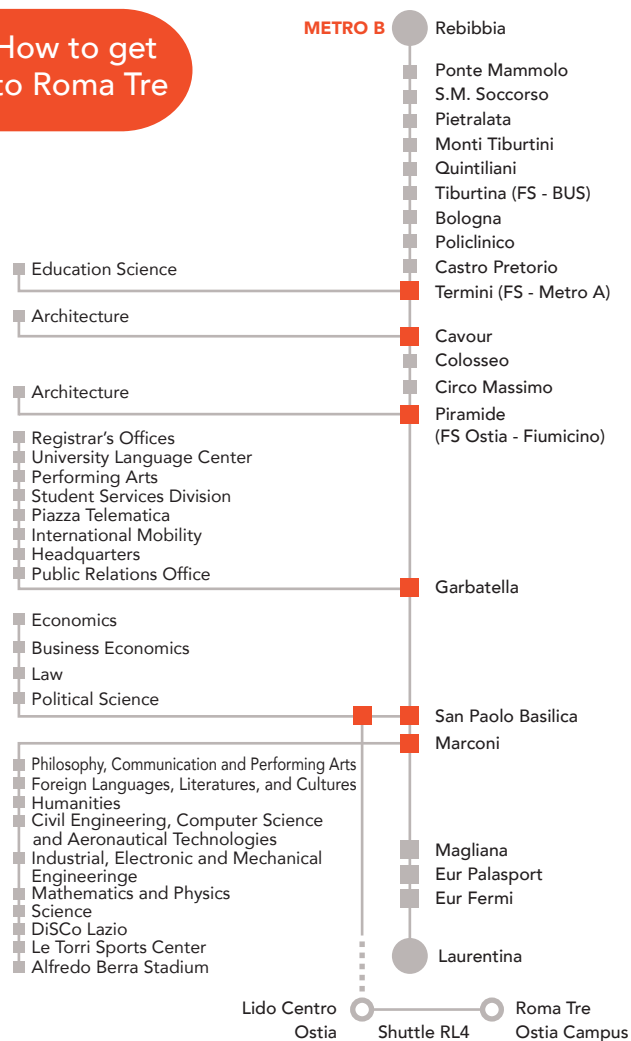 How to get
to Roma Tre
METRO B
Rebibbia
Ponte Mammolo
S.M. Soccorso
Pietralata
Monti Tiburtini
Quintiliani
Tiburtina (FS - BUS)
Bologna
Policlinico
Castro Pretorio
Education Science
Termini (FS - Metro A)
Architecture
Cavour
Colosseo
Circo Massimo
Architecture
Piramide
(FS Ostia - Fiumicino)
Registrar's Offices
University Language Center
Performing Arts
Student Services Division
Piazza Telematica
International Mobility
Headquarters
Public Relations Office
Garbatella
Economics
Business Economics
Law
Political Science
San Paolo Basilica
Marconi
Philosophy, Communication and Performing Arts
Foreign Languages, Literatures, and Cultures
Humanities
Civil Engineering, Computer Science
and Aeronautical Technologies
Industrial, Electronic and Mechanical
Engineeringe
Mathematics and Physics
Science
DiSCo Lazio
Le Torri Sports Center
Alfredo Berra Stadium
Magliana
Eur Palasport
Eur Fermi
Laurentina
Lido Centro
Ostia
Shuttle RL4
Roma Tre
Ostia Campus